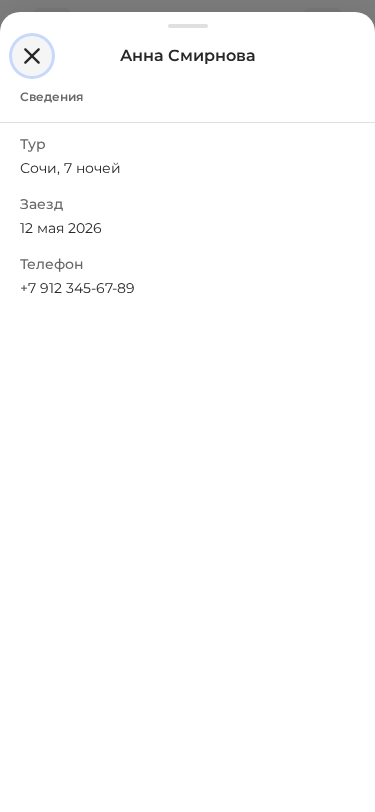 Анна Смирнова
Сведения
Тур
Сочи, 7 ночей
Заезд
12 мая 2026
Телефон
+7 912 345-67-89